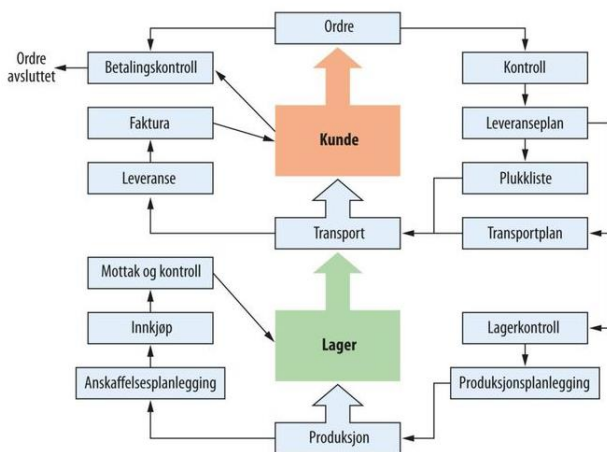 Ordre
Ordre
avsluttet
Betalingskontroll
Kontroll
Faktura
Kunde
Leveranseplan
Leveranse
Plukkliste
Transport
Transportplan
Mottak og kontroll
Innkjøp
Lager
Lagerkontroll
Anskaffelsesplanlegging
Produksjonsplanlegging
Produksjon